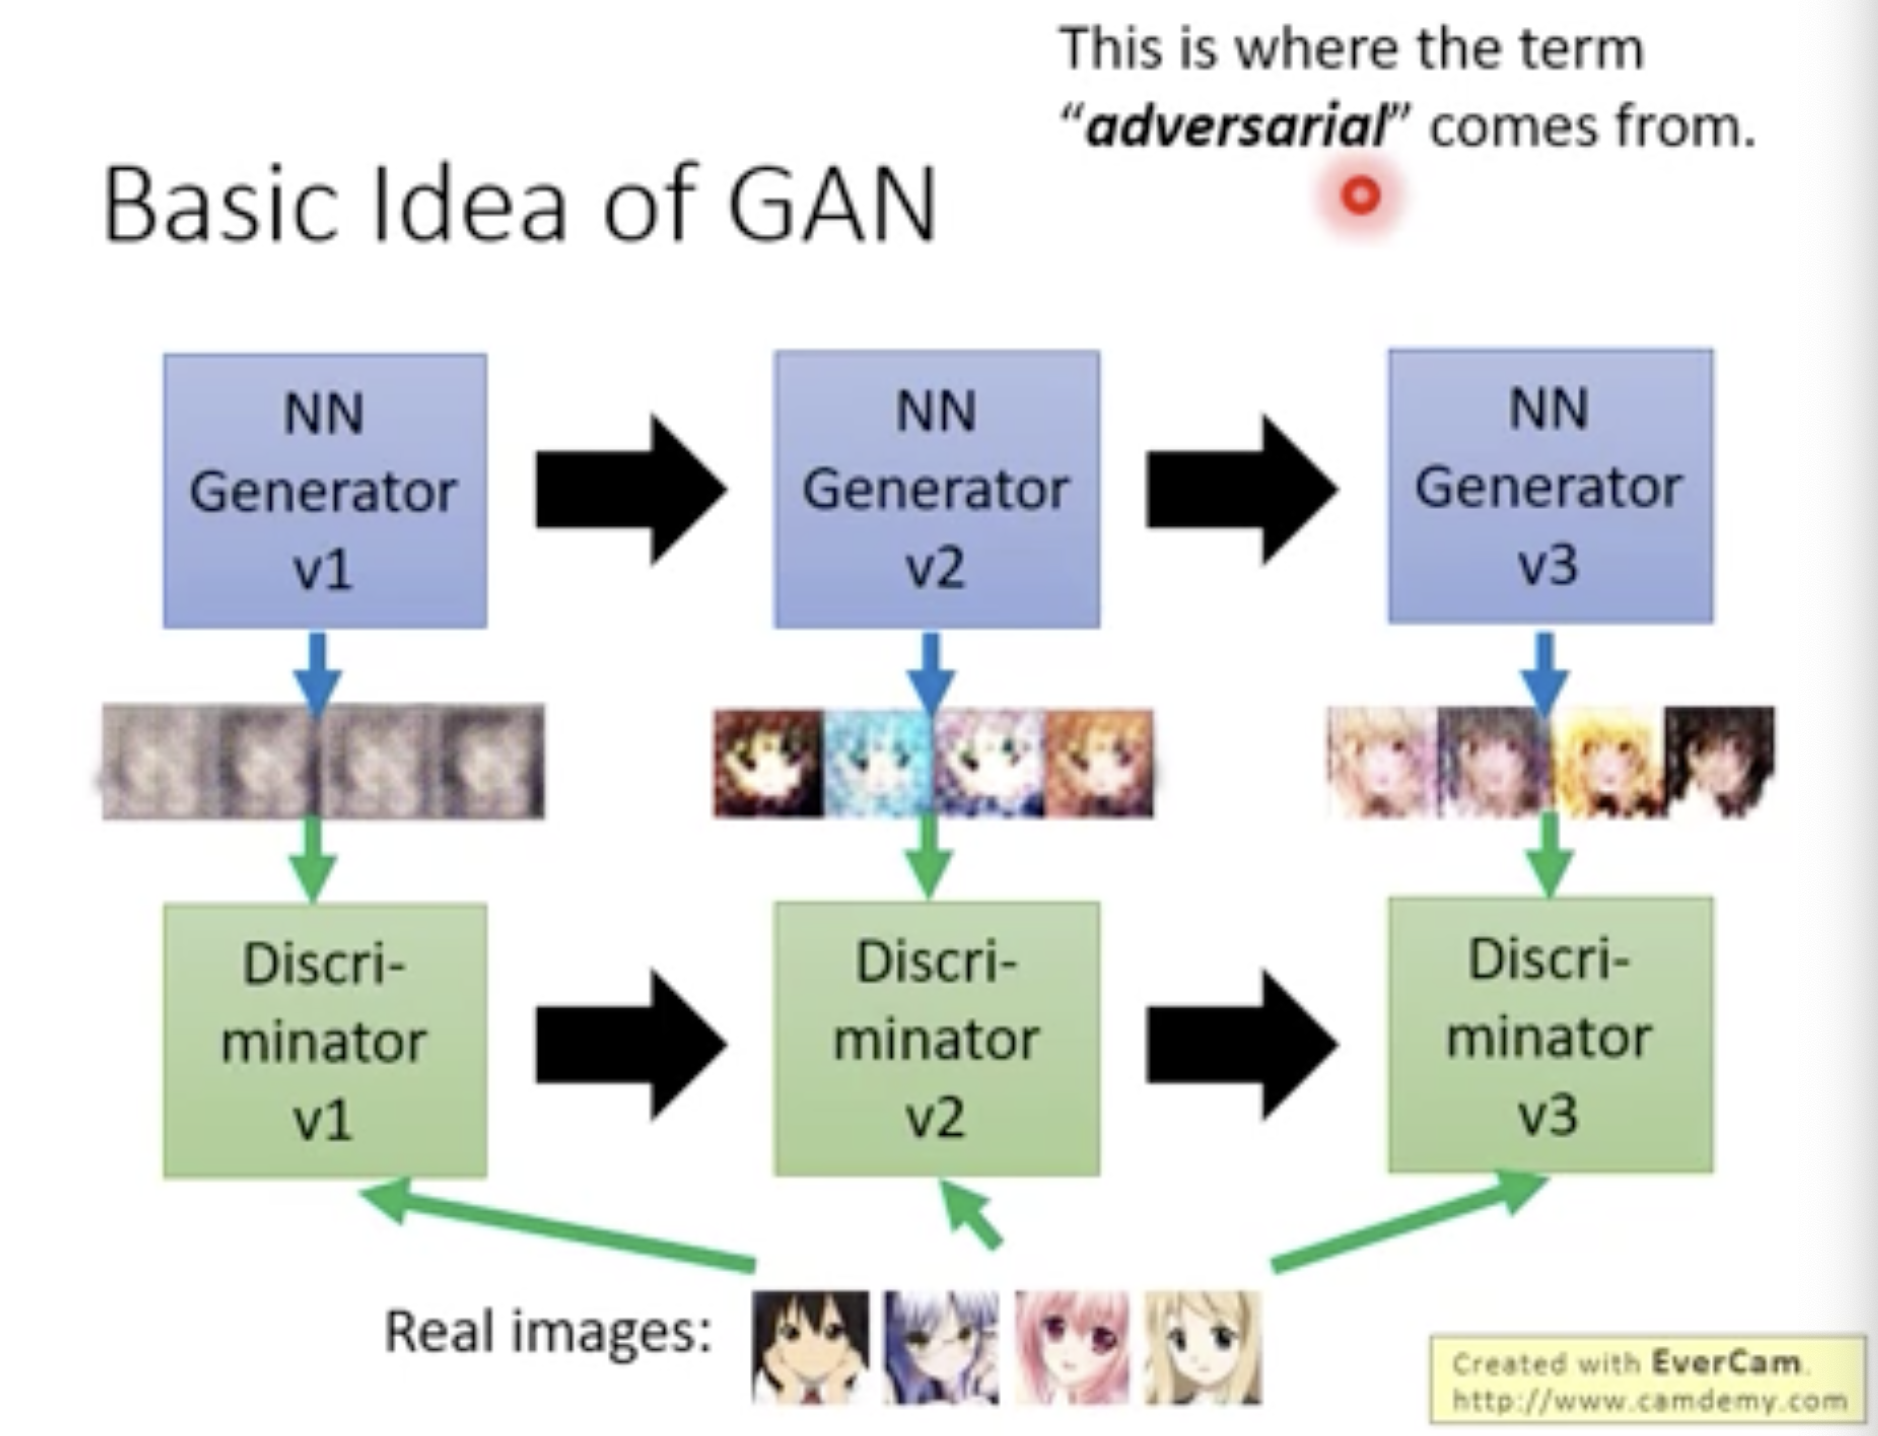 This is where the term
“adversarial” comes from.
Basic Idea of GAN
NN
Generator
v1
NN
Generator
v2
NN
Generator
v3
Discri-
minator
v1
Discri-
minator
v2
Discri-
minator
v3
Real images:
Created with EverCam.
http://www.camdemy.com